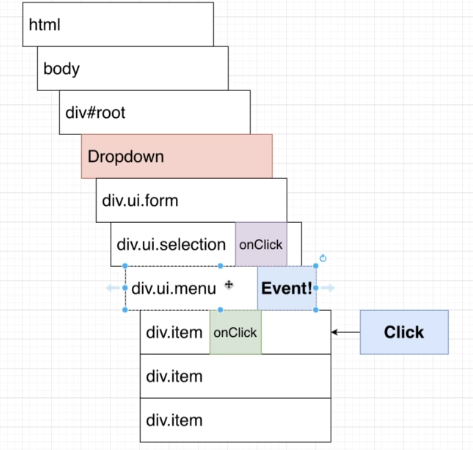 html
body
div#root
Dropdown
div.ui.form
div.ui.selection onClick
div.ui.menu Event!
div.item onClick Click
div.item
div.item